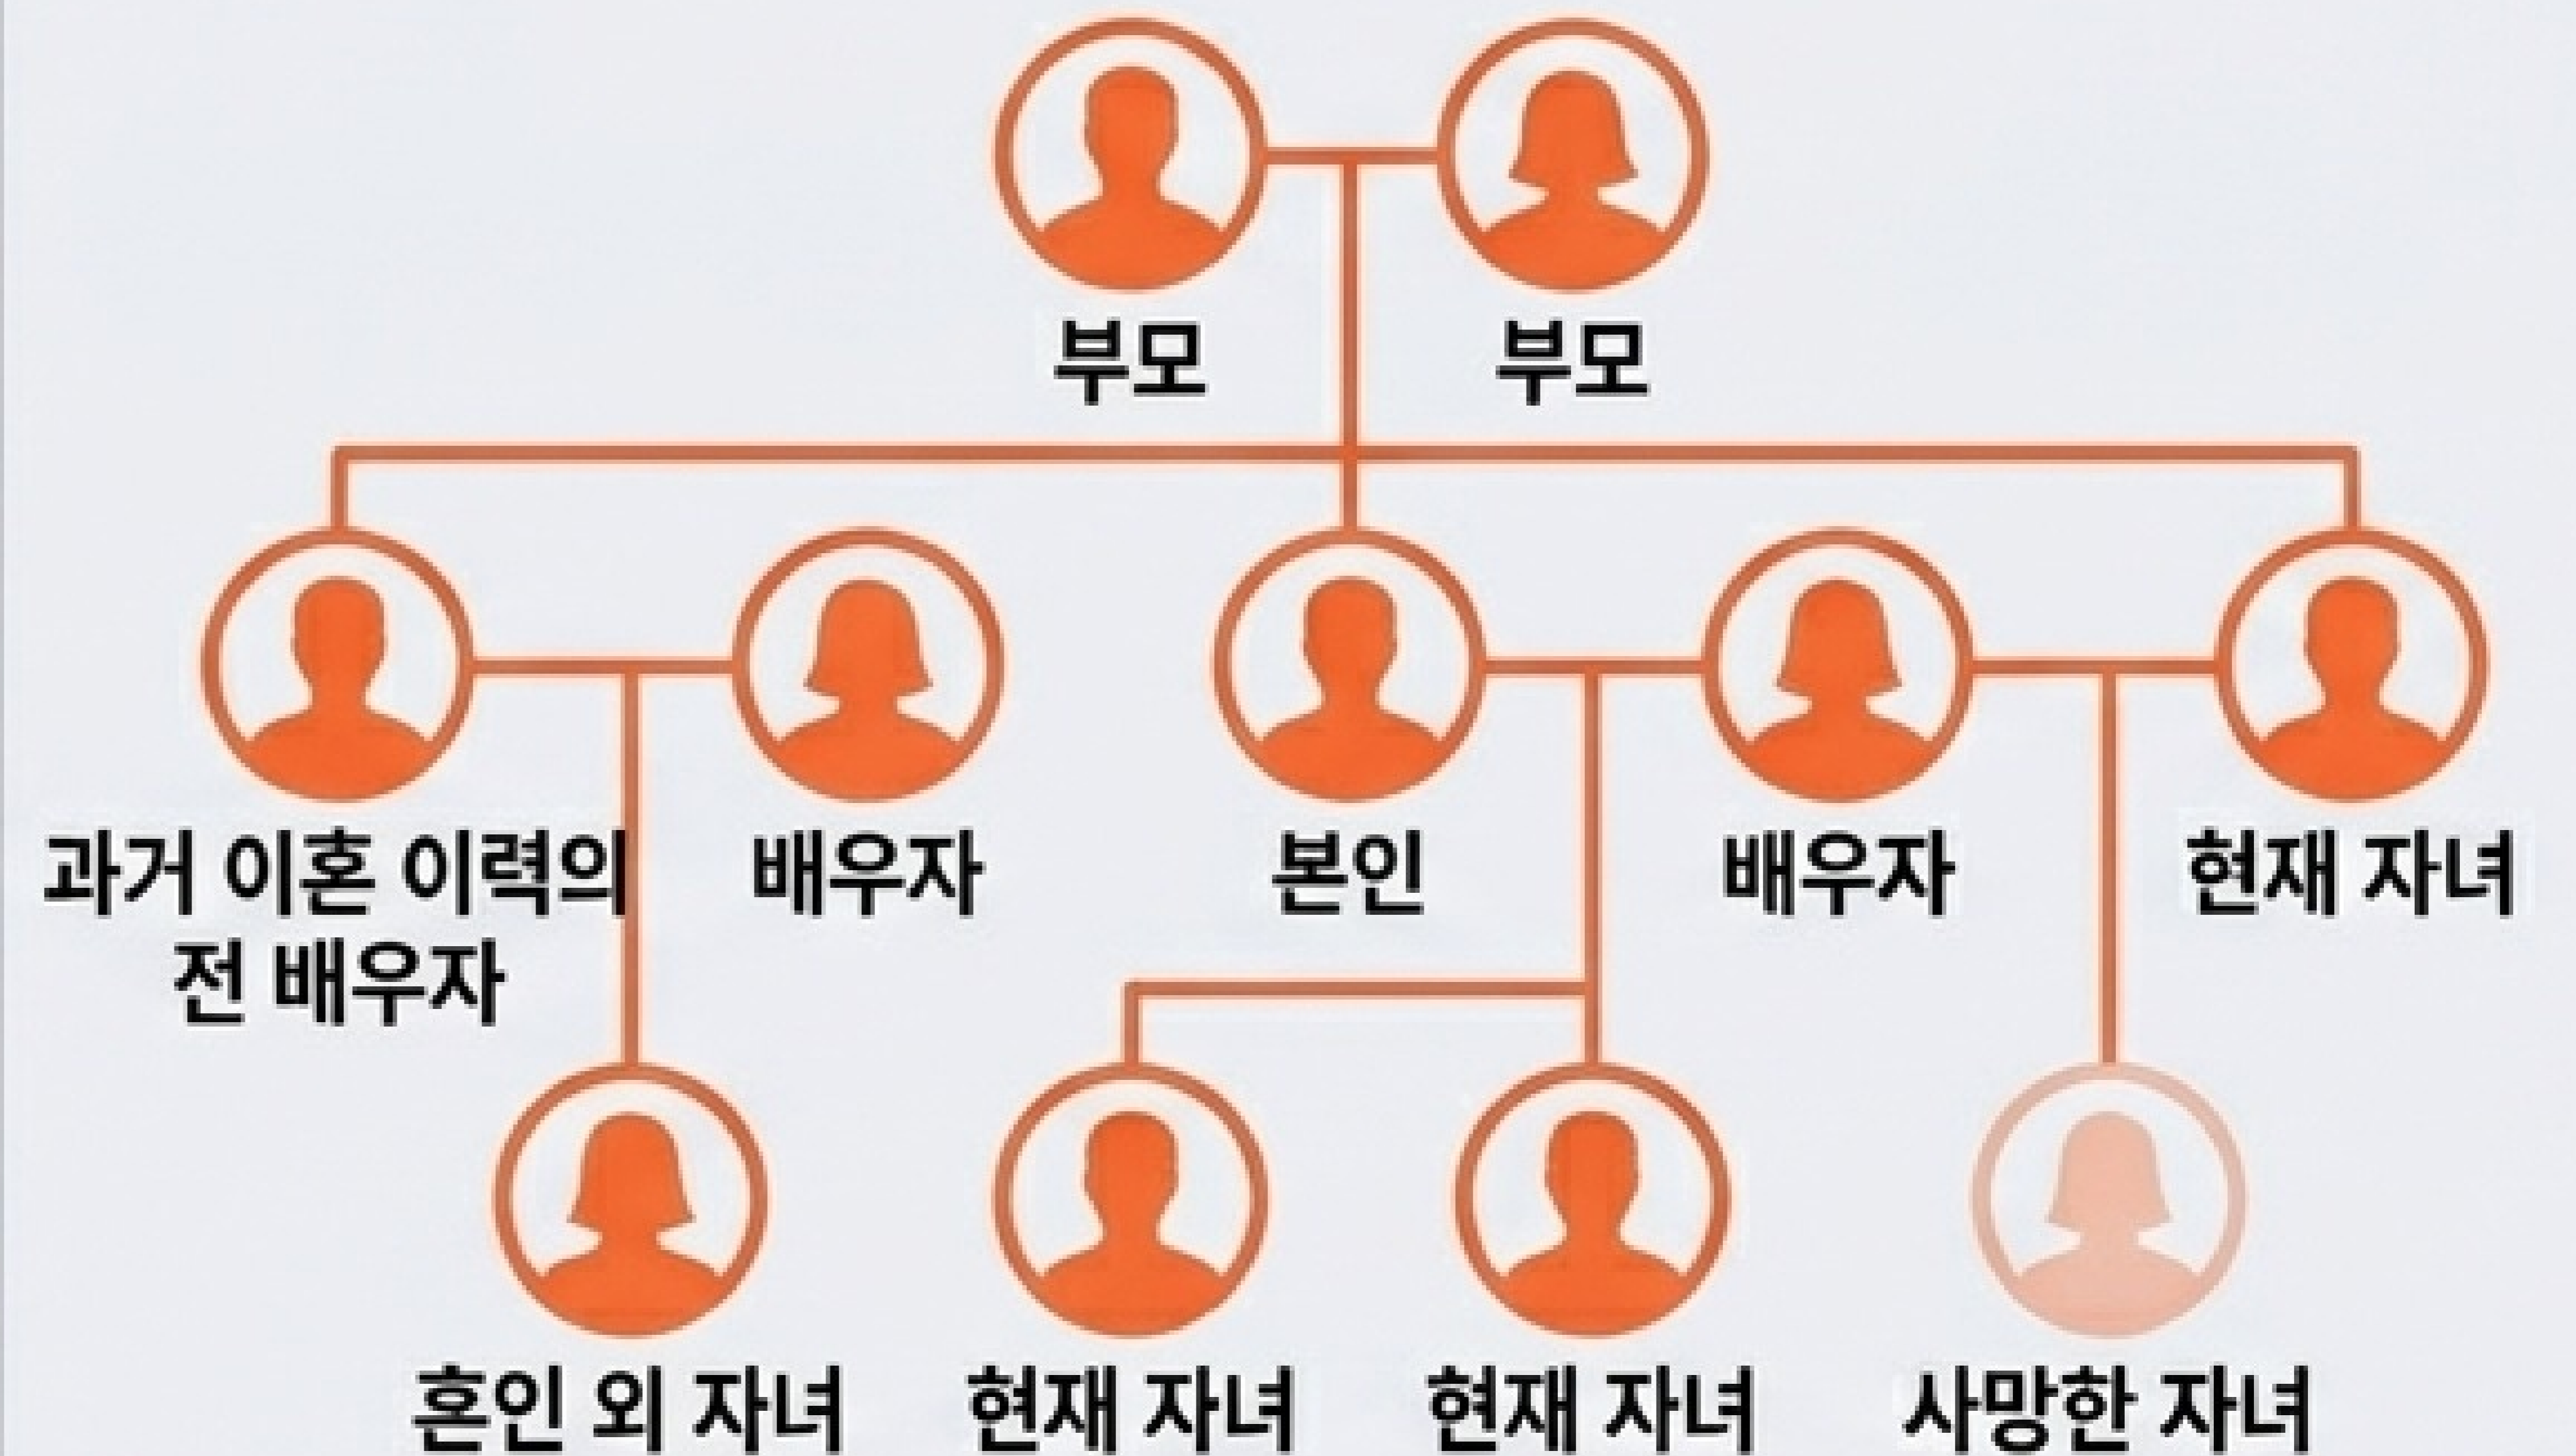 부모
부모
과거 이혼 이력의
전 배우자
배우자
본인
배우자
현재 자녀
혼인 외 자녀
현재 자녀
현재 자녀
사망한 자녀